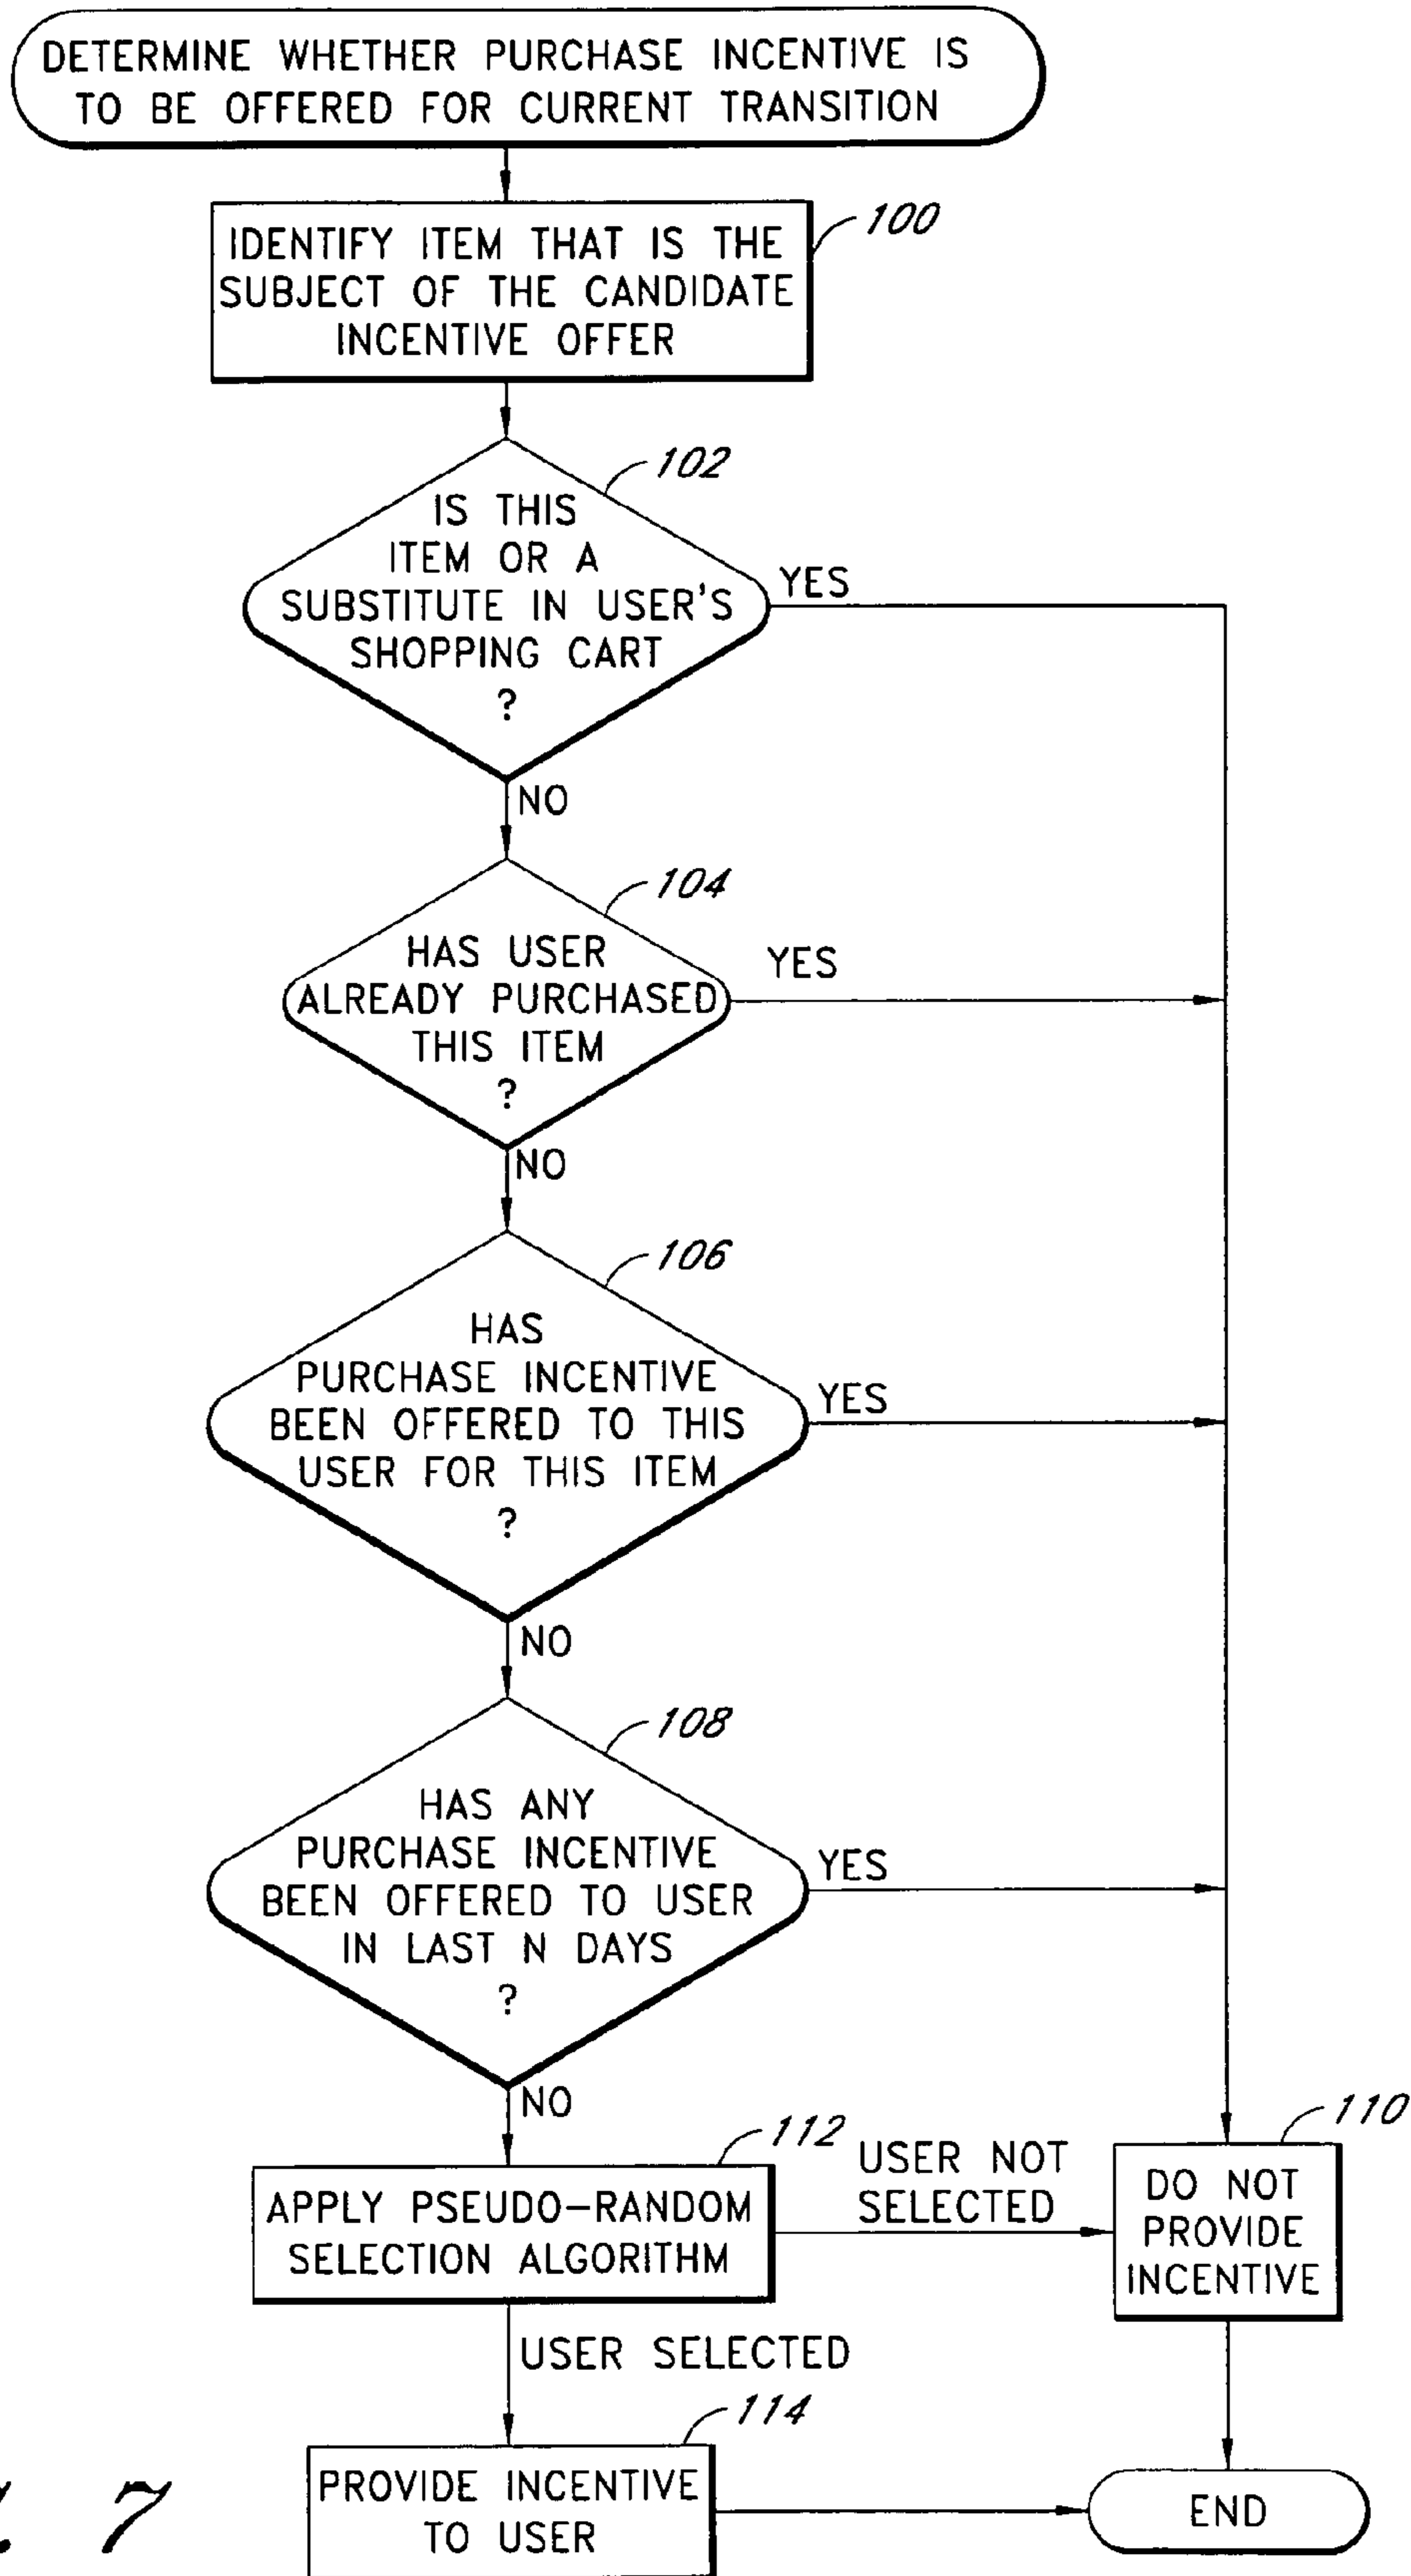 DETERMINE WHETHER PURCHASE INCENTIVE IS
TO BE OFFERED FOR CURRENT TRANSITION
100
IDENTIFY ITEM THAT IS THE
SUBJECT OF THE CANDIDATE
INCENTIVE OFFER
102
IS THIS
ITEM OR A
SUBSTITUTE IN USER'S
SHOPPING CART
?
YES
NO
104
HAS USER
ALREADY PURCHASED
THIS ITEM
?
YES
NO
106
HAS
PURCHASE INCENTIVE
BEEN OFFERED TO THIS
USER FOR THIS ITEM
?
YES
NO
108
HAS ANY
PURCHASE INCENTIVE
BEEN OFFERED TO USER
IN LAST N DAYS
?
YES
NO
112
APPLY PSEUDO-RANDOM
SELECTION ALGORITHM
USER NOT
SELECTED
110
DO NOT
PROVIDE
INCENTIVE
USER SELECTED
114
PROVIDE INCENTIVE
TO USER
END
7